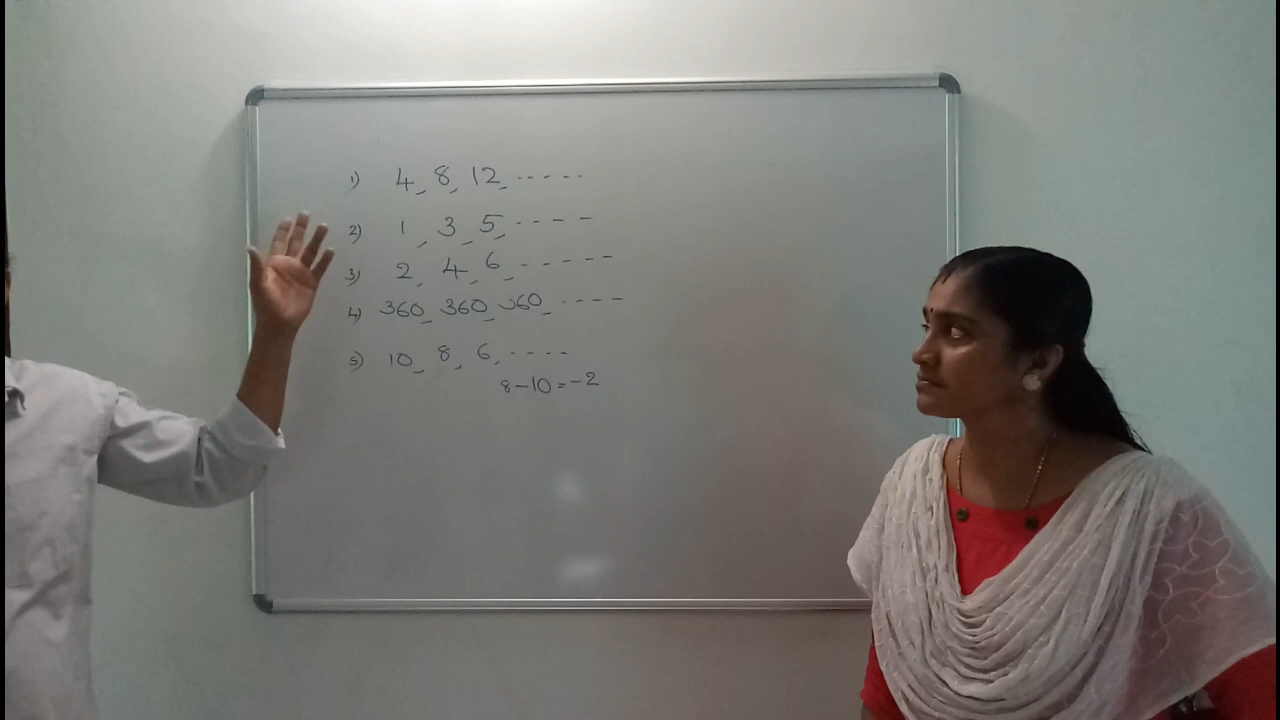 1) 4, 8, 12, -----
2) 1, 3, 5, ----
3) 2, 4, 6, -----
4) 360, 360, 360, ----
5) 10, 8, 6, ----
8-10=-2